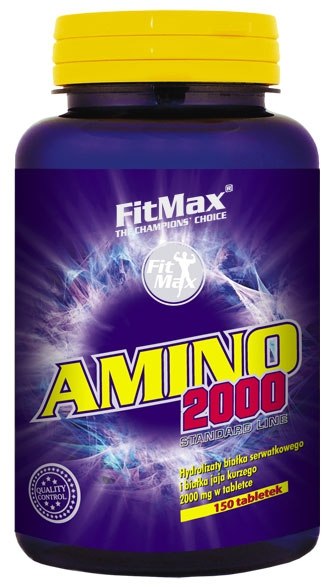 FitMax®
THE CHAMPIONS' CHOICE
Fit
Max
AMINO
2000
STANDARD LINE
Hydrolizaty białka serwatkowego
i białka jaja kurzego
2000 mg w tabletce
150 tabletek
QUALITY
CONTROL